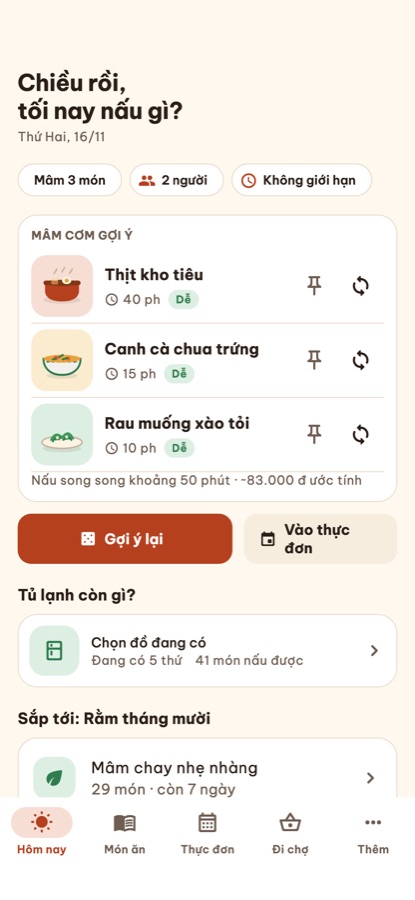 Chiều rồi,
tối nay nấu gì?
Thứ Hai, 16/11
Mâm 3 món
2 người
Không giới hạn
MÂM CƠM GỢI Ý
Thịt kho tiêu
40 ph
Dễ
Canh cà chua trứng
15 ph
Dễ
Rau muống xào tỏi
10 ph
Dễ
Nấu song song khoảng 50 phút · ~83.000 đ ước tính
Gợi ý lại
Vào thực
đơn
Tủ lạnh còn gì?
Chọn đồ đang có
Đang có 5 thứ 41 món nấu được
Sắp tới: Rằm tháng mười
Mâm chay nhẹ nhàng
29 món · còn 7 ngày
Hôm nay
Món ăn
Thực đơn
Đi chợ
Thêm